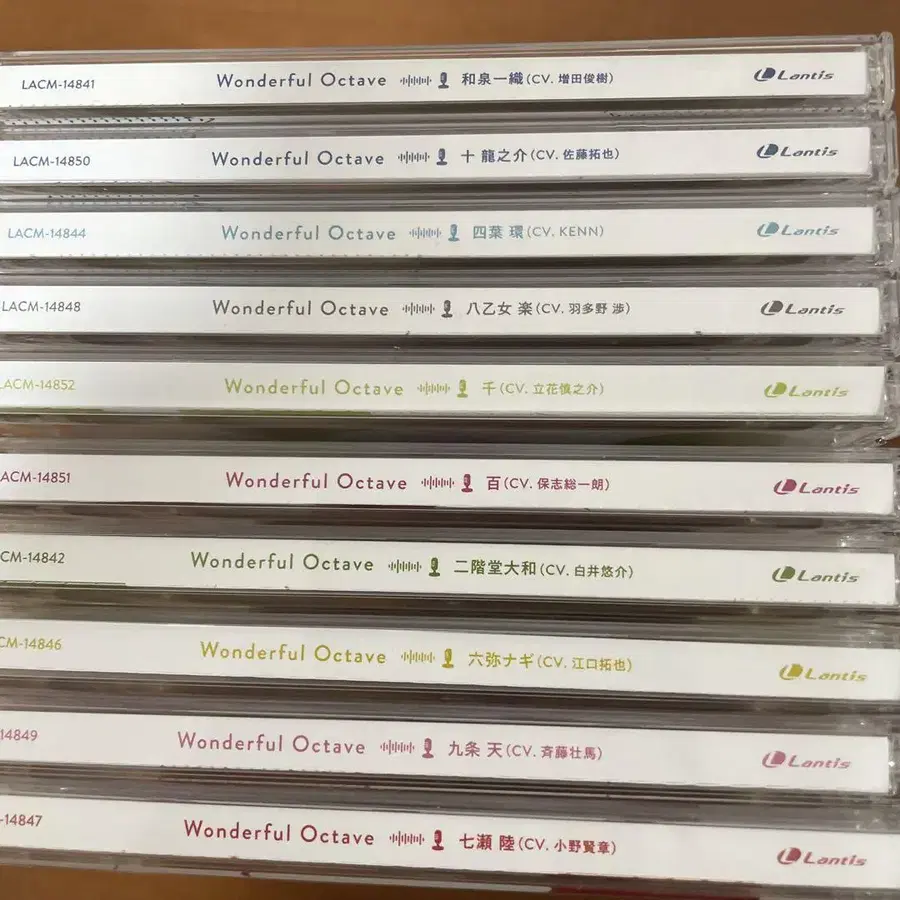 LACM-14841 Wonderful Octave 和泉一織(CV. 増田俊樹) Lantis
LACM-14850 Wonderful Octave 十 龍之介(CV. 佐藤拓也) Lantis
LACM-14844 Wonderful Octave 四葉 環(CV. KENN) Lantis
LACM-14848 Wonderful Octave 八乙女 楽(CV. 羽多野 渉) Lantis
LACM-14852 Wonderful Octave 千(CV. 立花慎之介) Lantis
ACM-14851 Wonderful Octave 百(CV. 保志総一朗) Lantis
CM-14842 Wonderful Octave 二階堂大和(CV. 白井悠介) Lantis
CM-14846 Wonderful Octave 六弥ナギ(CV. 江口拓也) Lantis
14849 Wonderful Octave 九条 天(CV. 斉藤壮馬) Lantis
-14847 Wonderful Octave 七瀬 陸(CV. 小野賢章) Lantis